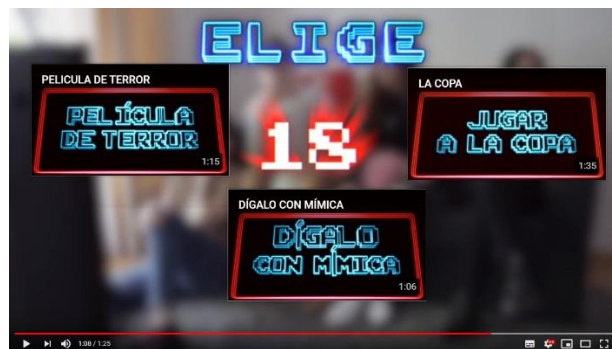 ELIGE
PELICULA DE TERROR
PELÍCULA
DE TERROR
1:15
18
LA COPA
JUGAR
A LA COPA
1:35
DÍGALO CON MÍMICA
DÍGALO
CON MÍMICA
1:06
1:08 / 1:25